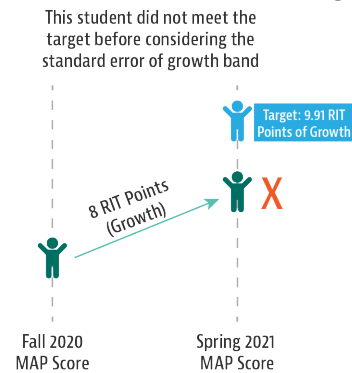 This student did not meet the
target before considering the
standard error of growth band
Target: 9.91 RIT
Points of Growth
8 RIT Points
(Growth)
X
Fall 2020
MAP Score
Spring 2021
MAP Score